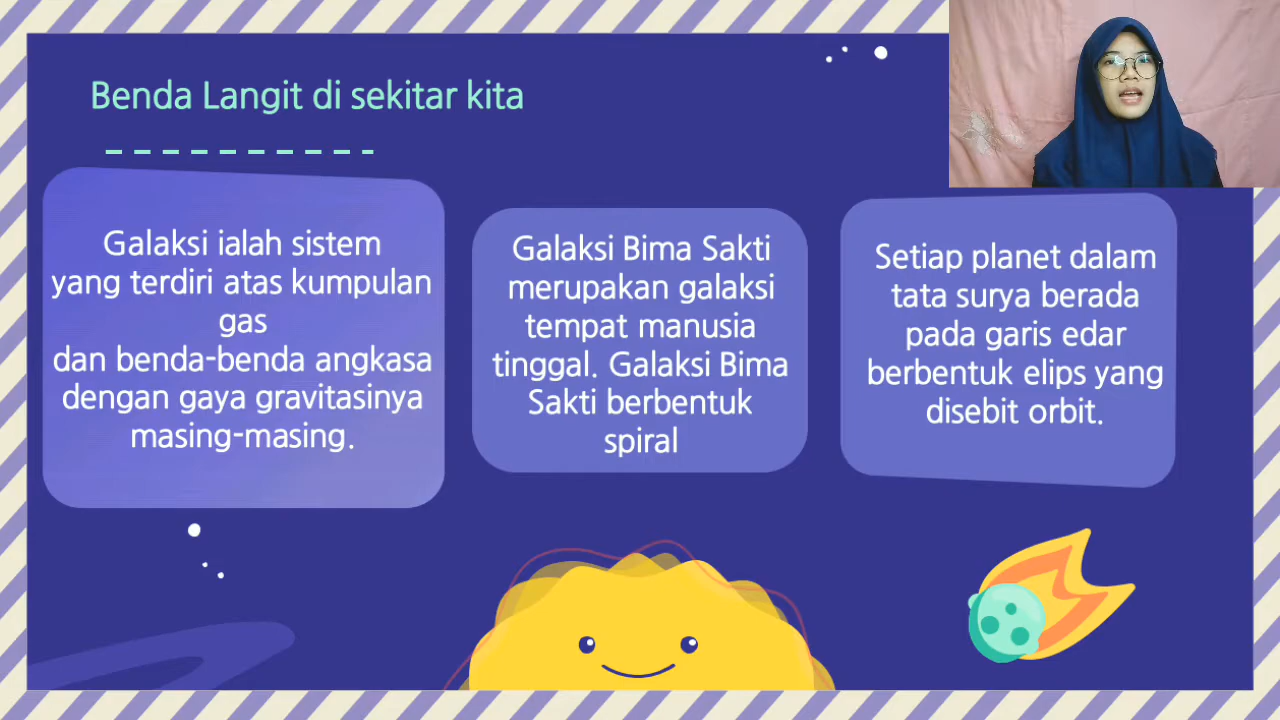 Benda Langit di sekitar kita
Galaksi ialah sistem
yang terdiri atas kumpulan
gas
dan benda-benda angkasa
dengan gaya gravitasinya
masing-masing.
Galaksi Bima Sakti
merupakan galaksi
tempat manusia
tinggal. Galaksi Bima
Sakti berbentuk
spiral
Setiap planet dalam
tata surya berada
pada garis edar
berbentuk elips yang
disebit orbit.